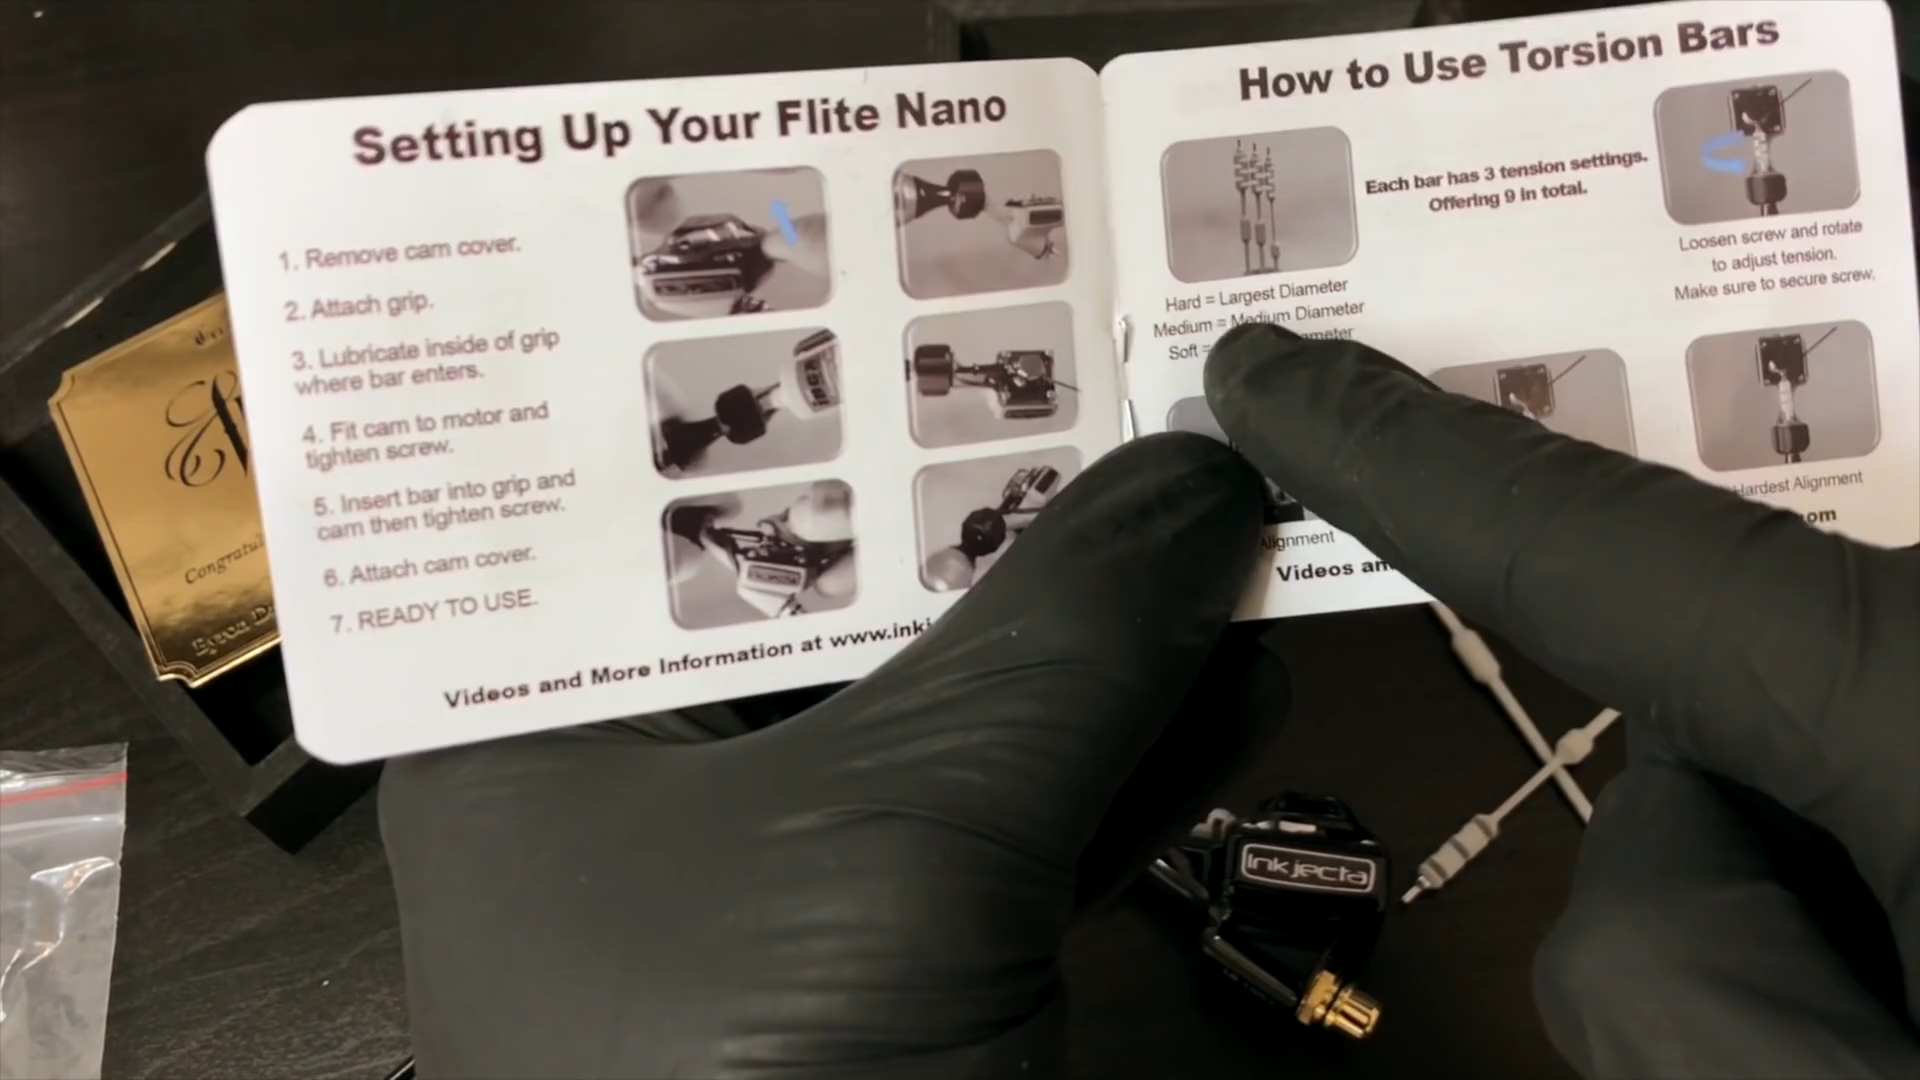 Setting Up Your Flite Nano
1. Remove cam cover.
2. Attach grip.
3. Lubricate inside of grip
where bar enters.
4. Fit cam to motor and
tighten screw.
5. Insert bar into grip and
cam then tighten screw.
6. Attach cam cover.
7. READY TO USE.
Videos and More Information at
How to Use Torsion Bars
Each bar has 3 tension settings.
Offering 9 in total.
Hard = Largest Diameter
Medium = Medium Diameter
Soft =
Loosen screw and rotate
to adjust tension.
Make sure to secure screw.
Alignment
Hardest Alignment
Videos
Inkjecta